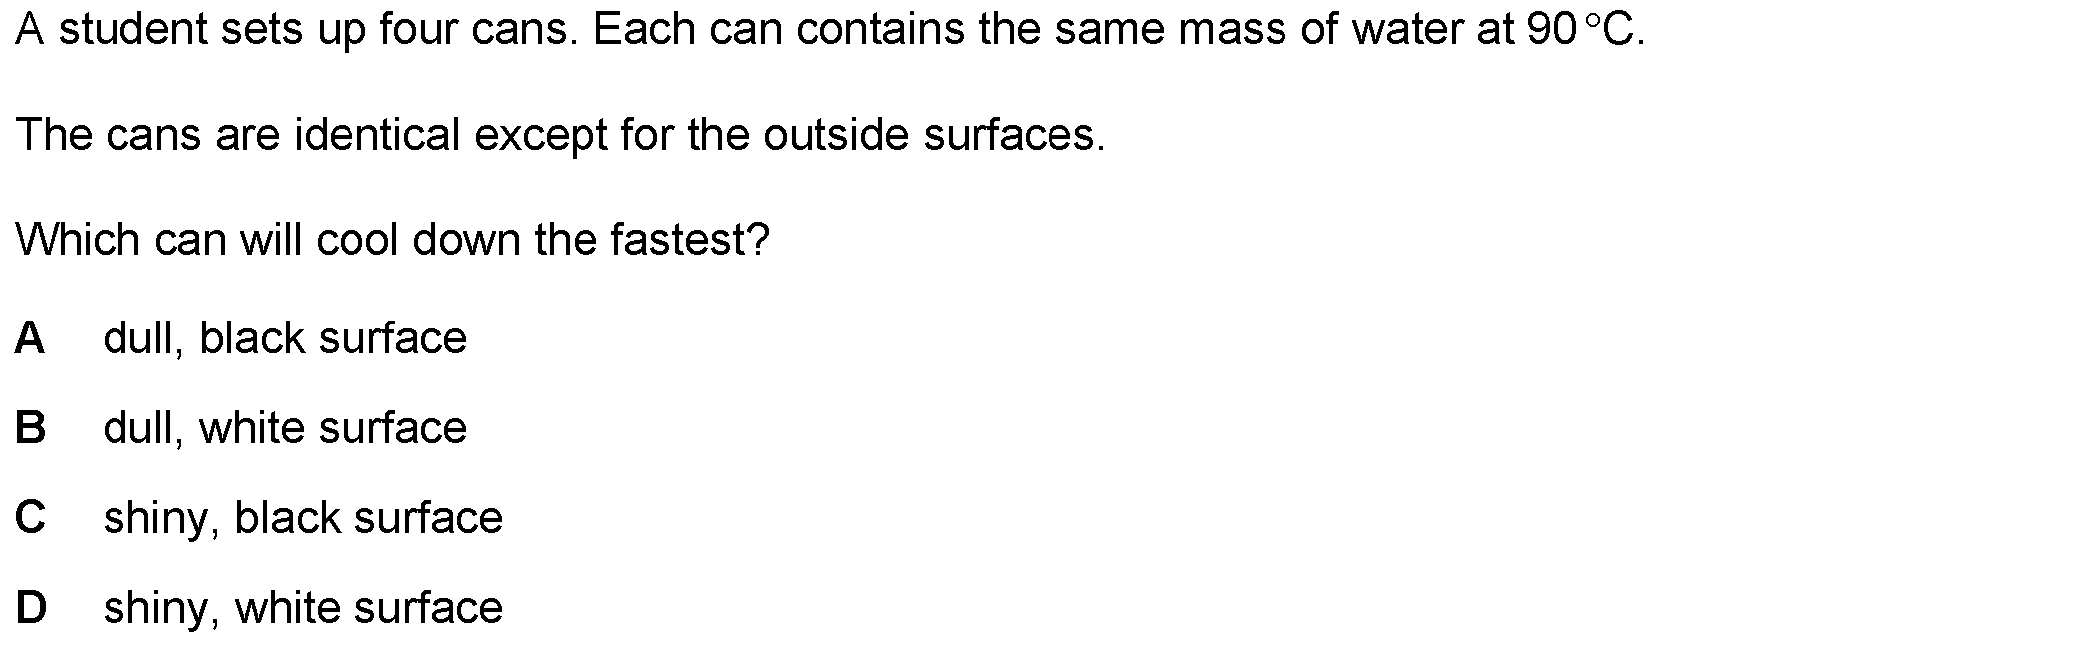 A student sets up four cans. Each can contains the same mass of water at 90 °C.
The cans are identical except for the outside surfaces.
Which can will cool down the fastest?
A dull, black surface
B dull, white surface
C shiny, black surface
D shiny, white surface